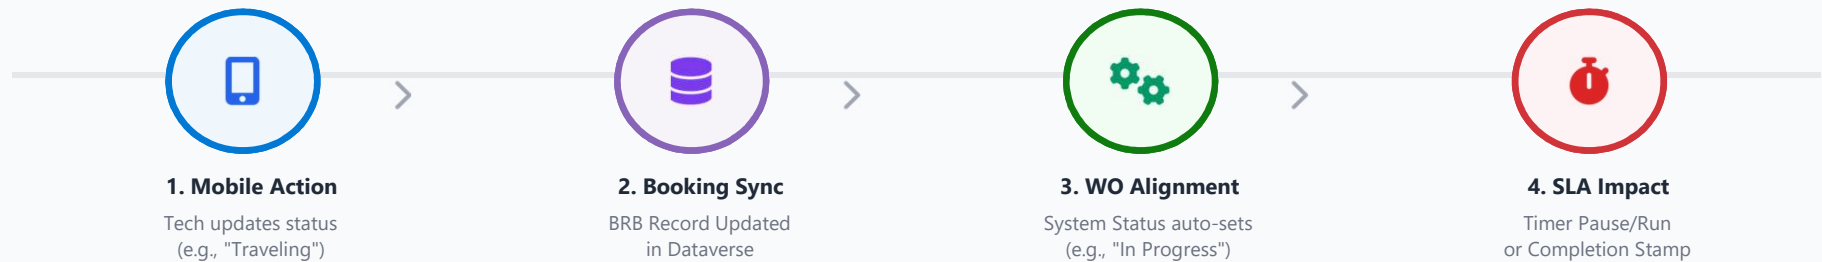 1. Mobile Action
Tech updates status
(e.g., "Traveling")
2. Booking Sync
BRB Record Updated
in Dataverse
3. WO Alignment
System Status auto-sets
(e.g., "In Progress")
4. SLA Impact
Timer Pause/Run
or Completion Stamp